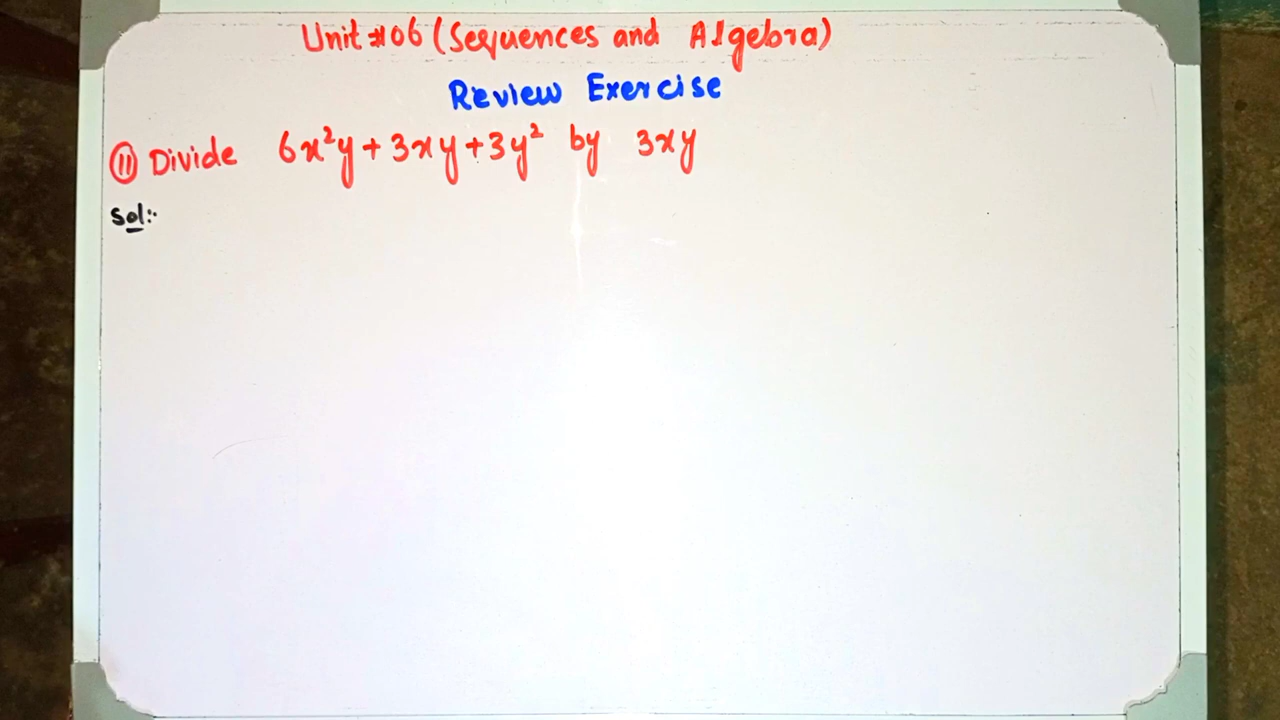 Unit #06 (Sequences and Algebra)
Review Exercise
⑪ Divide 6x²y + 3xy + 3y² by 3xy
Sol:-